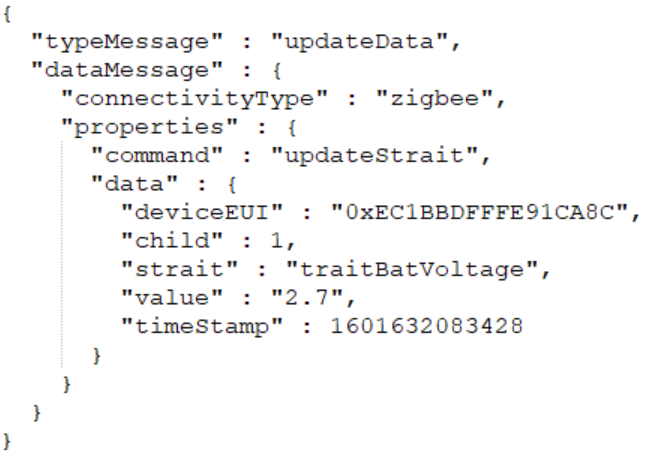 {
  "typeMessage" : "updateData",
  "dataMessage" : {
    "connectivityType" : "zigbee",
    "properties" : {
      "command" : "updateStrait",
      "data" : {
        "deviceEUI" : "0xEC1BBDFFFE91CA8C",
        "child" : 1,
        "strait" : "traitBatVoltage",
        "value" : "2.7",
        "timeStamp" : 1601632083428
      }
    }
  }
}